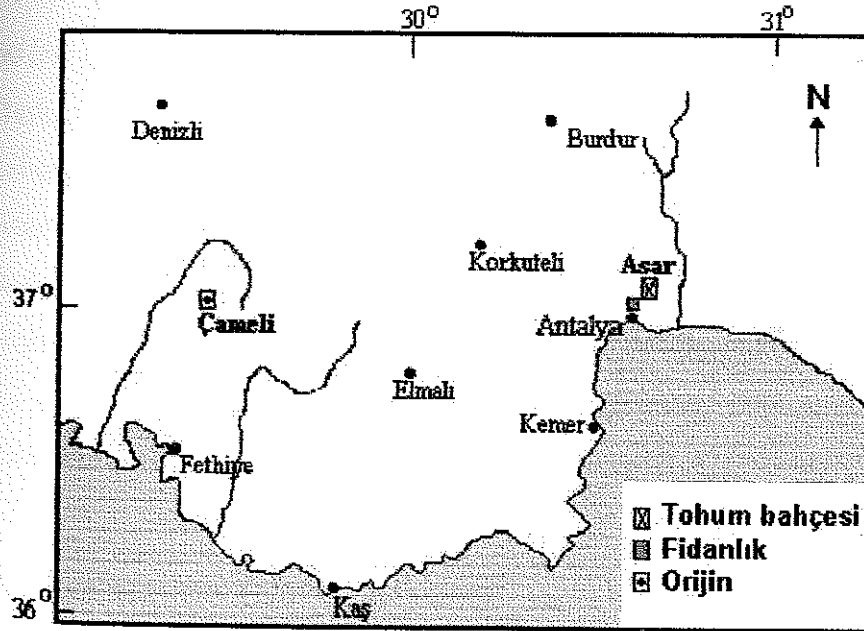 30° 31°
N
Denizli
Burdur
Korkuteli
Asar
37°
Çameli
Antalya
Elmalı
Kemer
Fethiye
Tohum bahçesi
Fidanlık
Orijin
36°
Kaş